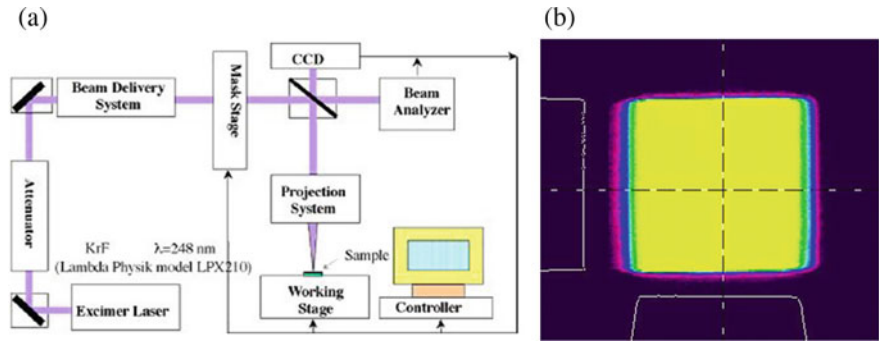 (a)
(b)
CCD
Beam Delivery
System
Mask Stage
Beam
Analyzer
Attenuator
Projection
System
KrF λ=248 nm
(Lambda Physik model LPX210)
Sample
Excimer Laser
Working
Stage
Controller